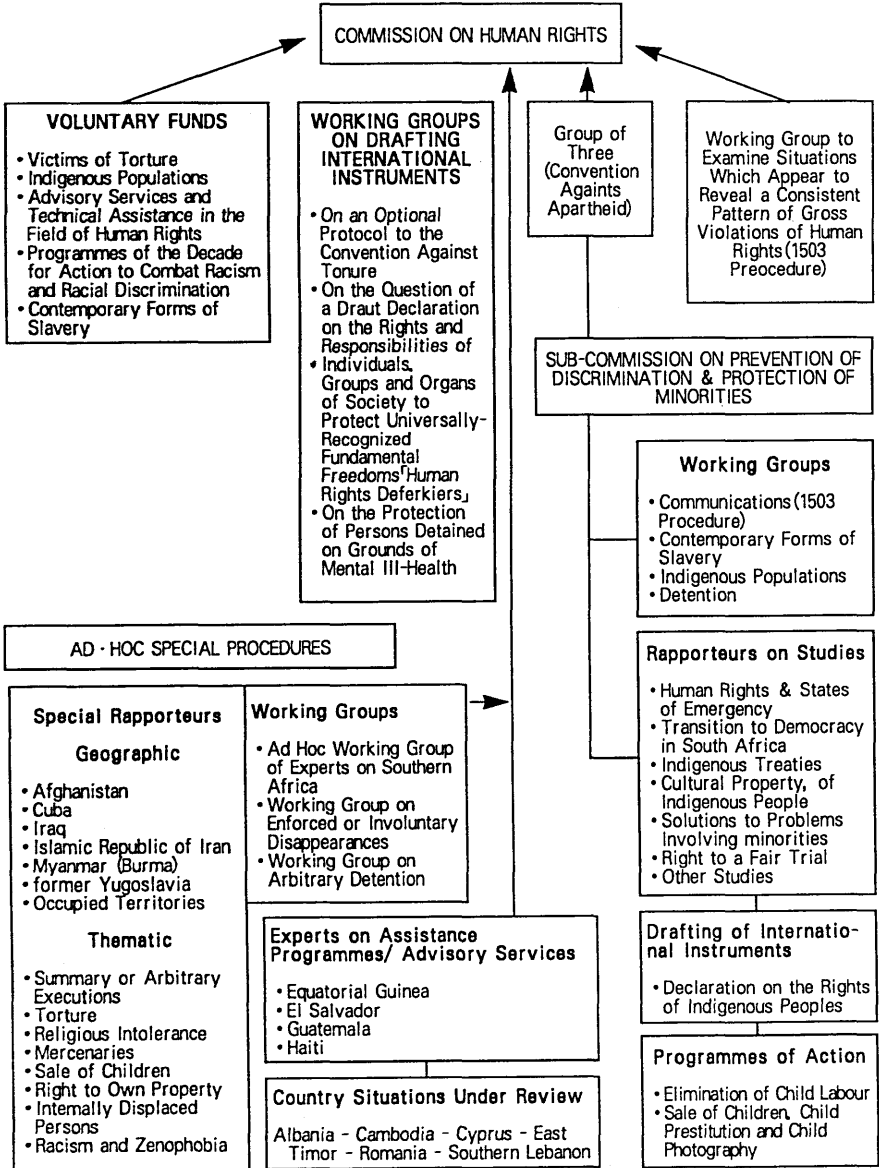 COMMISSION ON HUMAN RIGHTS
VOLUNTARY FUNDS
• Victims of Torture
• Indigenous Populations
• Advisory Services and
Technical Assistance in the
Field of Human Rights
• Programmes of the Decade
for Action to Combat Racism
and Racial Discrimination
• Contemporary Forms of
Slavery
WORKING GROUPS
ON DRAFTING
INTERNATIONAL
INSTRUMENTS
• On an Optional
Protocol to the
Convention Against
Tonure
• On the Question of
a Draut Declaration
on the Rights and
Responsibilities of
• Individuals.
Groups and Organs
of Society to
Protect Universally-
Recognized
Fundamental
Freedoms「Human
Rights Deferkiers」
• On the Protection
of Persons Detained
on Grounds of
Mental III-Health
Group of
Three
(Convention
Againts
Apartheid)
Working Group to
Examine Situations
Which Appear to
Reveal a Consistent
Pattern of Gross
Violations of Human
Rights(1503
Preocedure)
SUB-COMMISSION ON PREVENTION OF
DISCRIMINATION & PROTECTION OF
MINORITIES
Working Groups
• Communications(1503
Procedure)
• Contemporary Forms of
Slavery
• Indigenous Populations
• Detention
AD · HOC SPECIAL PROCEDURES
Special Rapporteurs
Geographic
• Afghanistan
• Cuba
• Iraq
• Islamic Republic of Iran
• Myanmar (Burma)
• former Yugoslavia
• Occupied Territories
Thematic
• Summary or Arbitrary
Executions
• Torture
• Religious Intolerance
• Mercenaries
• Sale of Children
• Right to Own Property
• Internally Displaced
Persons
• Racism and Zenophobia
Working Groups
• Ad Hoc Working Group
of Experts on Southern
Africa
• Working Group on
Enforced or Involuntary
Disappearances
• Working Group on
Arbitrary Detention
Experts on Assistance
Programmes/ Advisory Services
• Equatorial Guinea
• El Salvador
• Guatemala
• Haiti
Country Situations Under Review
Albania - Cambodia - Cyprus - East
Timor - Romania - Southern Lebanon
Rapporteurs on Studies
• Human Rights & States
of Emergency
• Transition to Democracy
in South Africa
• Indigenous Treaties
• Cultural Property, of
Indigenous People
• Solutions to Problems
Involving minorities
• Right to a Fair Trial
• Other Studies
Drafting of Internatio-
nal Instruments
• Declaration on the Rights
of Indigenous Peoples
Programmes of Action
• Elimination of Child Labour
• Sale of Children, Child
Prestitution and Child
Photography